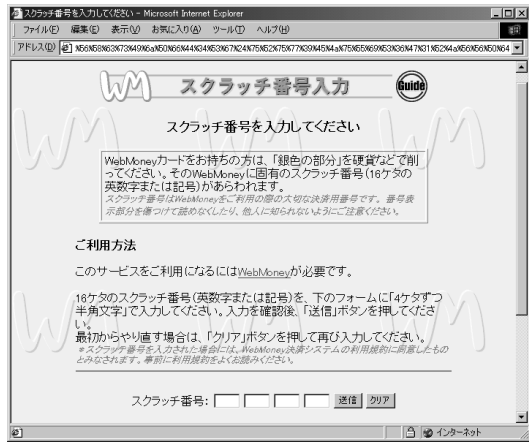 スクラッチ番号を入力してください - Microsoft Internet Explorer
ファイル(F) 編集(E) 表示(V) お気に入り(A) ツール(T) ヘルプ(H)
アドレス(D)
WM スクラッチ番号入力 Guide
スクラッチ番号を入力してください
WebMoneyカードをお持ちの方は、「銀色の部分」を硬貨などで削
ってください。そのWebMoneyに固有のスクラッチ番号(16ケタの
英数字または記号)があらわれます。
スクラッチ番号はWebMoneyをご利用の際の大切な決済用番号です。番号表
示部分を傷つけて読めなくしたり、他人に知られないようにご注意ください。
ご利用方法
このサービスをご利用になるにはWebMoneyが必要です。
16ケタのスクラッチ番号(英数字または記号)を、下のフォームに「4ケタずつ
半角文字」で入力してください。入力を確認後、「送信」ボタンを押してくださ
い。
最初からやり直す場合は、「クリア」ボタンを押して再び入力してください。
※スクラッチ番号を入力された場合には、WebMoney決済システムの利用規約に同意したもの
とみなされます。事前に利用規約をよくお読みください。
スクラッチ番号: 送信 クリア
インターネット